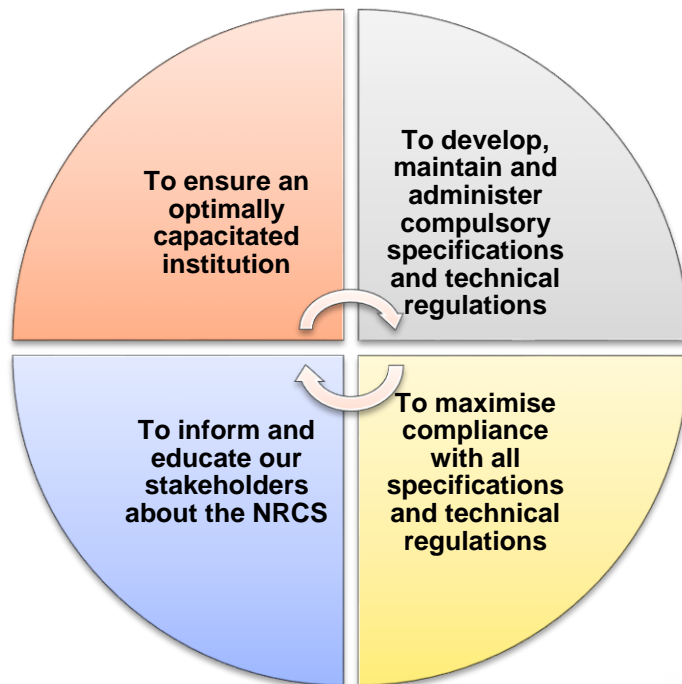 To ensure an
optimally
capacitated
institution
To develop,
maintain and
administer
compulsory
specifications
and technical
regulations
To inform and
educate our
stakeholders
about the NRCS
To maximise
compliance
with all
specifications
and technical
regulations